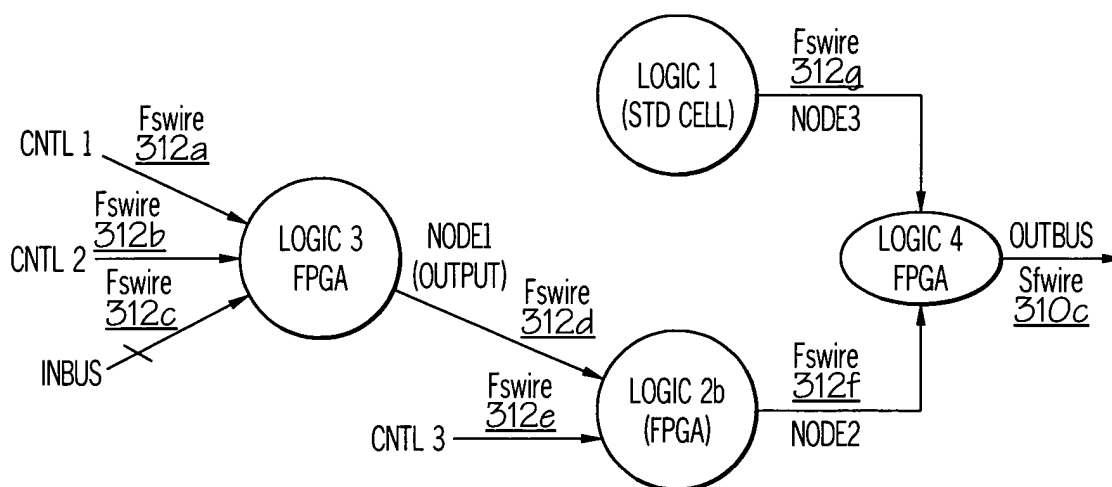 Fswire
312g
LOGIC 1
(STD CELL)
NODE3
Fswire
312a
CNTL 1
Fswire
312b
CNTL 2
LOGIC 3
FPGA
NODE1
(OUTPUT)
LOGIC 4
FPGA
OUTBUS
Sfwire
310c
Fswire
312c
INBUS
Fswire
312d
Fswire
312e
CNTL 3
LOGIC 2b
(FPGA)
Fswire
312f
NODE2